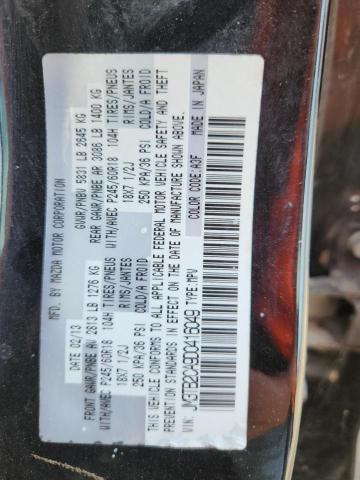 MFD. BY MAZDA MOTOR CORPORATION
DATE 02/13 GVWR/PNBV 5831 LB 2645 KG
FRONT GAWR/PNBE AV 2813 LB 1276 KG REAR GAWR/PNBE AR 3086 LB 1400 KG
WITH/AVEC P245/60R18 104H TIRES/PNEUS WITH/AVEC P245/60R18 104H TIRES/PNEUS
18X7 1/2J RIMS/JANTES 18X7 1/2J RIMS/JANTES
250 KPA/36 PSI COLD/A FROID 250 KPA/36 PSI COLD/A FROID
THIS VEHICLE CONFORMS TO ALL APPLICABLE FEDERAL MOTOR VEHICLE SAFETY AND THEFT
PREVENTION STANDARDS IN EFFECT ON THE DATE OF MANUFACTURE SHOWN ABOVE.
VIN: JM3TB2CA9D0416049 TYPE:MPV COLOR CODE: A3F MADE IN JAPAN